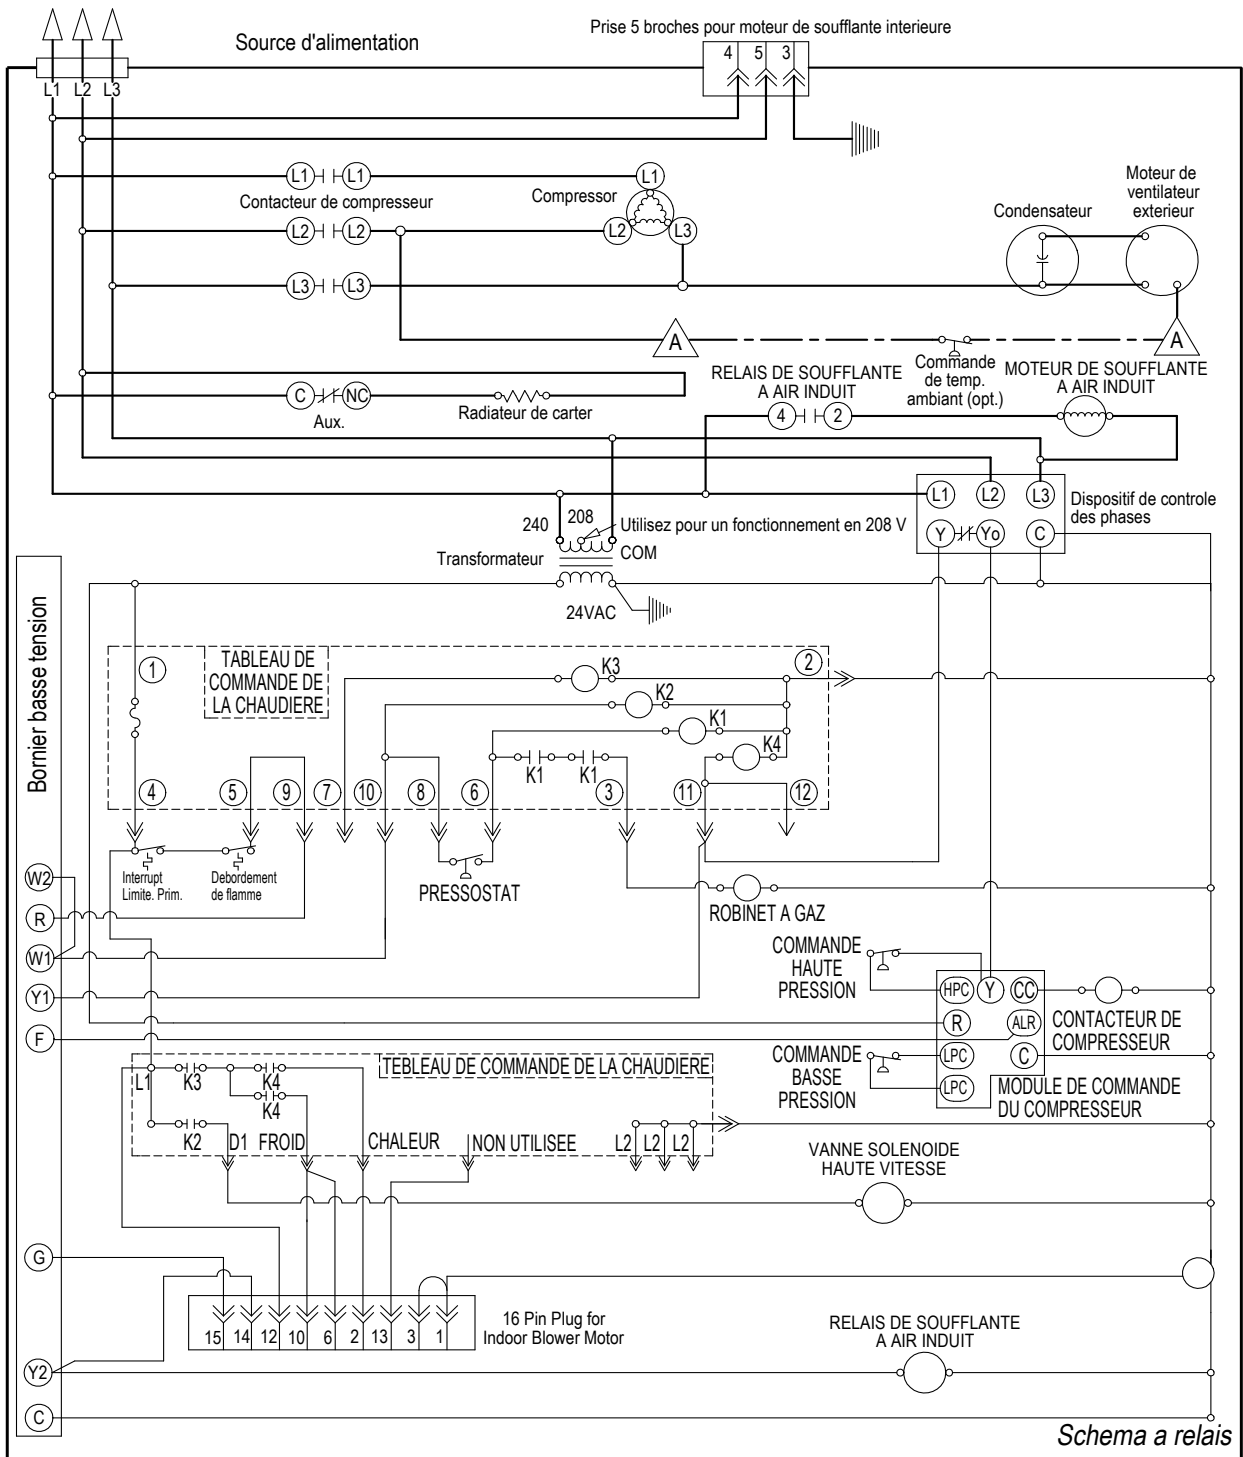 Source d'alimentation
Prise 5 broches pour moteur de soufflante interieure
4 5 3
L1 L2 L3
L1 L1
L1
Contacteur de compresseur
Compressor
L2 L2
L2 L3
L3 L3
Condensateur
Moteur de
ventilateur
exterieur
A
A
Commande
de temp.
ambiant (opt.)
RELAIS DE SOUFFLANTE
A AIR INDUIT
4 2
MOTEUR DE SOUFFLANTE
A AIR INDUIT
C NC
Aux.
Radiateur de carter
L1 L2 L3
Y Yo C
Dispositif de controle
des phases
240 208
Utilisez pour un fonctionnement en 208 V
Transformateur
COM
24VAC
Bornier basse tension
1
TABLEAU DE
COMMANDE DE
LA CHAUDIERE
K3
2
K2
K1
K4
K1 K1
4 5 9 7 10 8 6 3 11 12
Interrupt
Limite. Prim.
Debordement
de flamme
PRESSOSTAT
ROBINET A GAZ
W2
R
W1
Y1
F
COMMANDE
HAUTE
PRESSION
HPC Y CC
R ALR
LPC C
LPC
CONTACTEUR DE
COMPRESSEUR
COMMANDE
BASSE
PRESSION
MODULE DE COMMANDE
DU COMPRESSEUR
TEBLEAU DE COMMANDE DE LA CHAUDIERE
L1 K3 K4
K4
K2 D1 FROID CHALEUR NON UTILISEE L2 L2 L2
VANNE SOLENOIDE
HAUTE VITESSE
G
15 14 12 10 6 2 13 3 1
16 Pin Plug for
Indoor Blower Motor
RELAIS DE SOUFFLANTE
A AIR INDUIT
Y2
C
Schema a relais